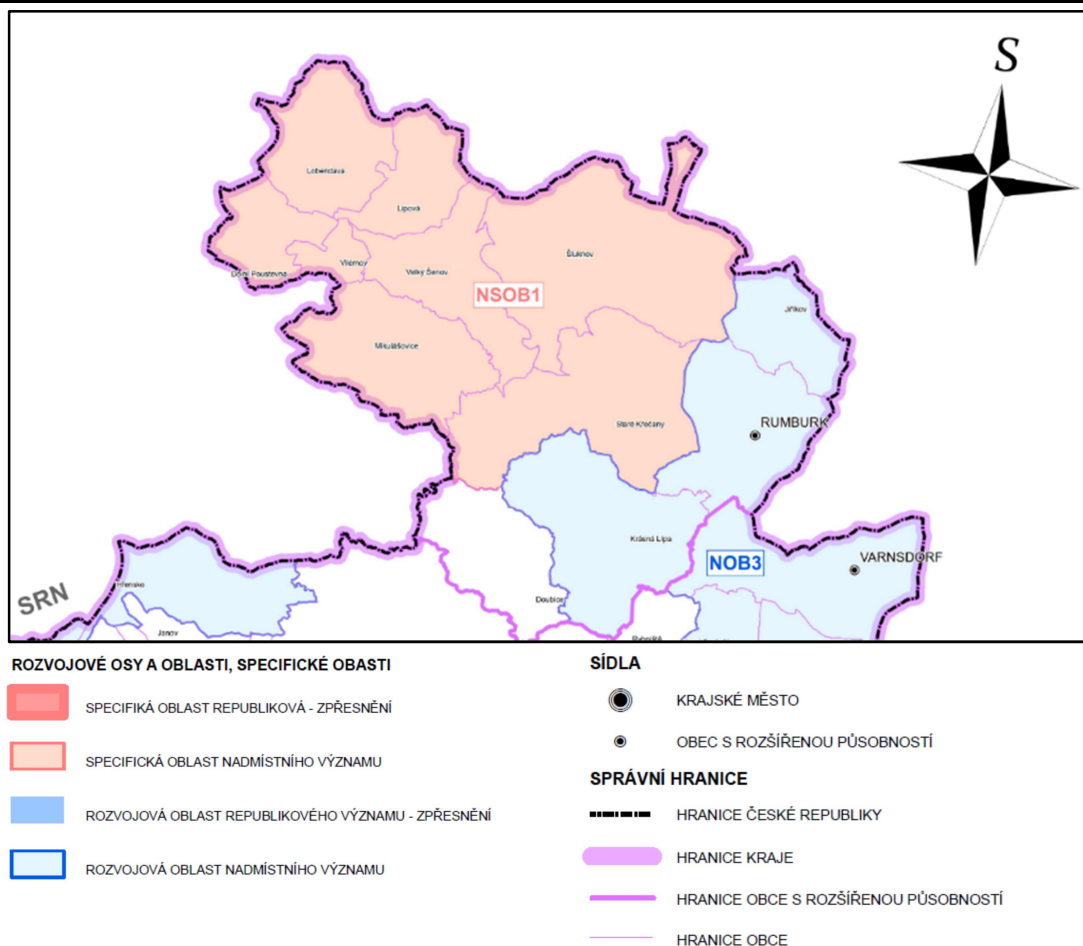 S
Lobendava
Lipová
Šluknov
Vilémov
Dolní Poustevna
Velký Šenov
NSOB1
Jiříkov
Mikulášovice
Staré Křečany
RUMBURK
Krásná Lípa
NOB3
VARNSDORF
Hřensko
SRN
Doubice
Janov
Rybniště
ROZVOJOVÉ OSY A OBLASTI, SPECIFICKÉ OBASTI
SPECIFIKÁ OBLAST REPUBLIKOVÁ - ZPŘESNĚNÍ
SPECIFICKÁ OBLAST NADMÍSTNÍHO VÝZNAMU
ROZVOJOVÁ OBLAST REPUBLIKOVÉHO VÝZNAMU - ZPŘESNĚNÍ
ROZVOJOVÁ OBLAST NADMÍSTNÍHO VÝZNAMU
SÍDLA
KRAJSKÉ MĚSTO
OBEC S ROZŠÍŘENOU PŮSOBNOSTÍ
SPRÁVNÍ HRANICE
HRANICE ČESKÉ REPUBLIKY
HRANICE KRAJE
HRANICE OBCE S ROZŠÍŘENOU PŮSOBNOSTÍ
HRANICE OBCE